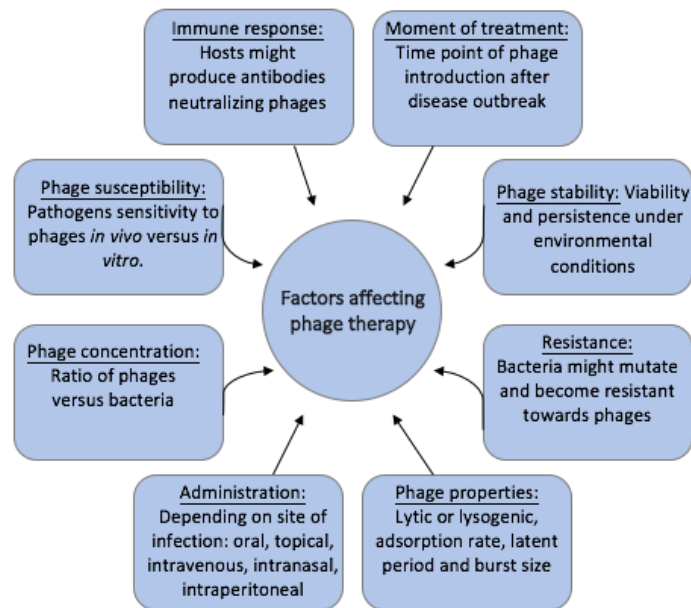 Immune response:
Hosts might
produce antibodies
neutralizing phages
Moment of treatment:
Time point of phage
introduction after
disease outbreak
Phage susceptibility:
Pathogens sensitivity to
phages in vivo versus in
vitro.
Phage stability: Viability
and persistence under
environmental
conditions
Factors affecting
phage therapy
Phage concentration:
Ratio of phages
versus bacteria
Resistance:
Bacteria might mutate
and become resistant
towards phages
Administration:
Depending on site of
infection: oral, topical,
intravenous, intranasal,
intraperitoneal
Phage properties:
Lytic or lysogenic,
adsorption rate, latent
period and burst size